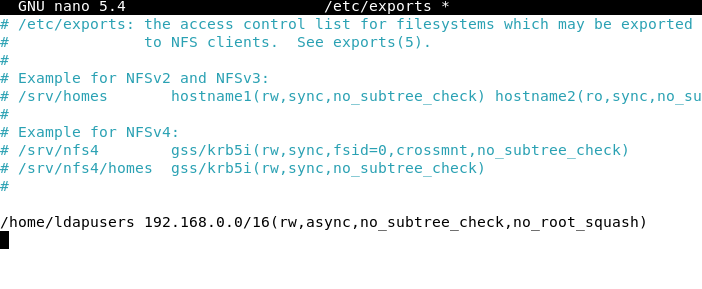 GNU nano 5.4 /etc/exports *
# /etc/exports: the access control list for filesystems which may be exported
# to NFS clients. See exports(5).
#
# Example for NFSv2 and NFSv3:
# /srv/homes hostname1(rw,sync,no_subtree_check) hostname2(ro,sync,no_su
#
# Example for NFSv4:
# /srv/nfs4 gss/krb5i(rw,sync,fsid=0,crossmnt,no_subtree_check)
# /srv/nfs4/homes gss/krb5i(rw,sync,no_subtree_check)
#
/home/ldapusers 192.168.0.0/16(rw,async,no_subtree_check,no_root_squash)